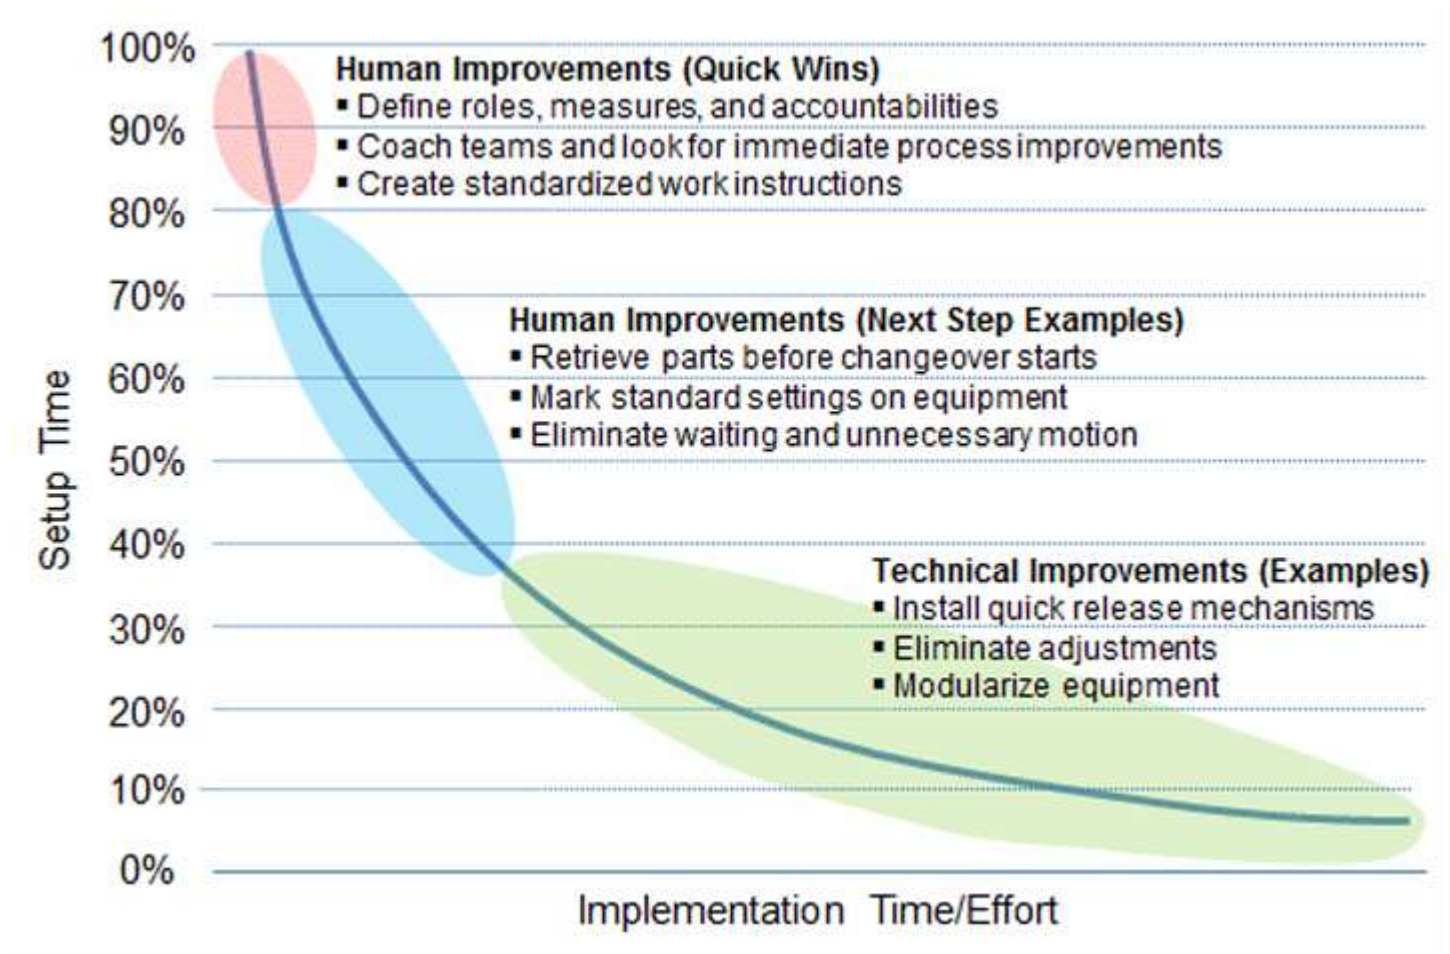 100%
Human Improvements (Quick Wins)
▪ Define roles, measures, and accountabilities
90%
▪ Coach teams and look for immediate process improvements
▪ Create standardized work instructions
80%
70%
Human Improvements (Next Step Examples)
▪ Retrieve parts before changeover starts
60%
▪ Mark standard settings on equipment
▪ Eliminate waiting and unnecessary motion
50%
Setup Time
40%
Technical Improvements (Examples)
▪ Install quick release mechanisms
30%
▪ Eliminate adjustments
▪ Modularize equipment
20%
10%
0%
Implementation Time/Effort